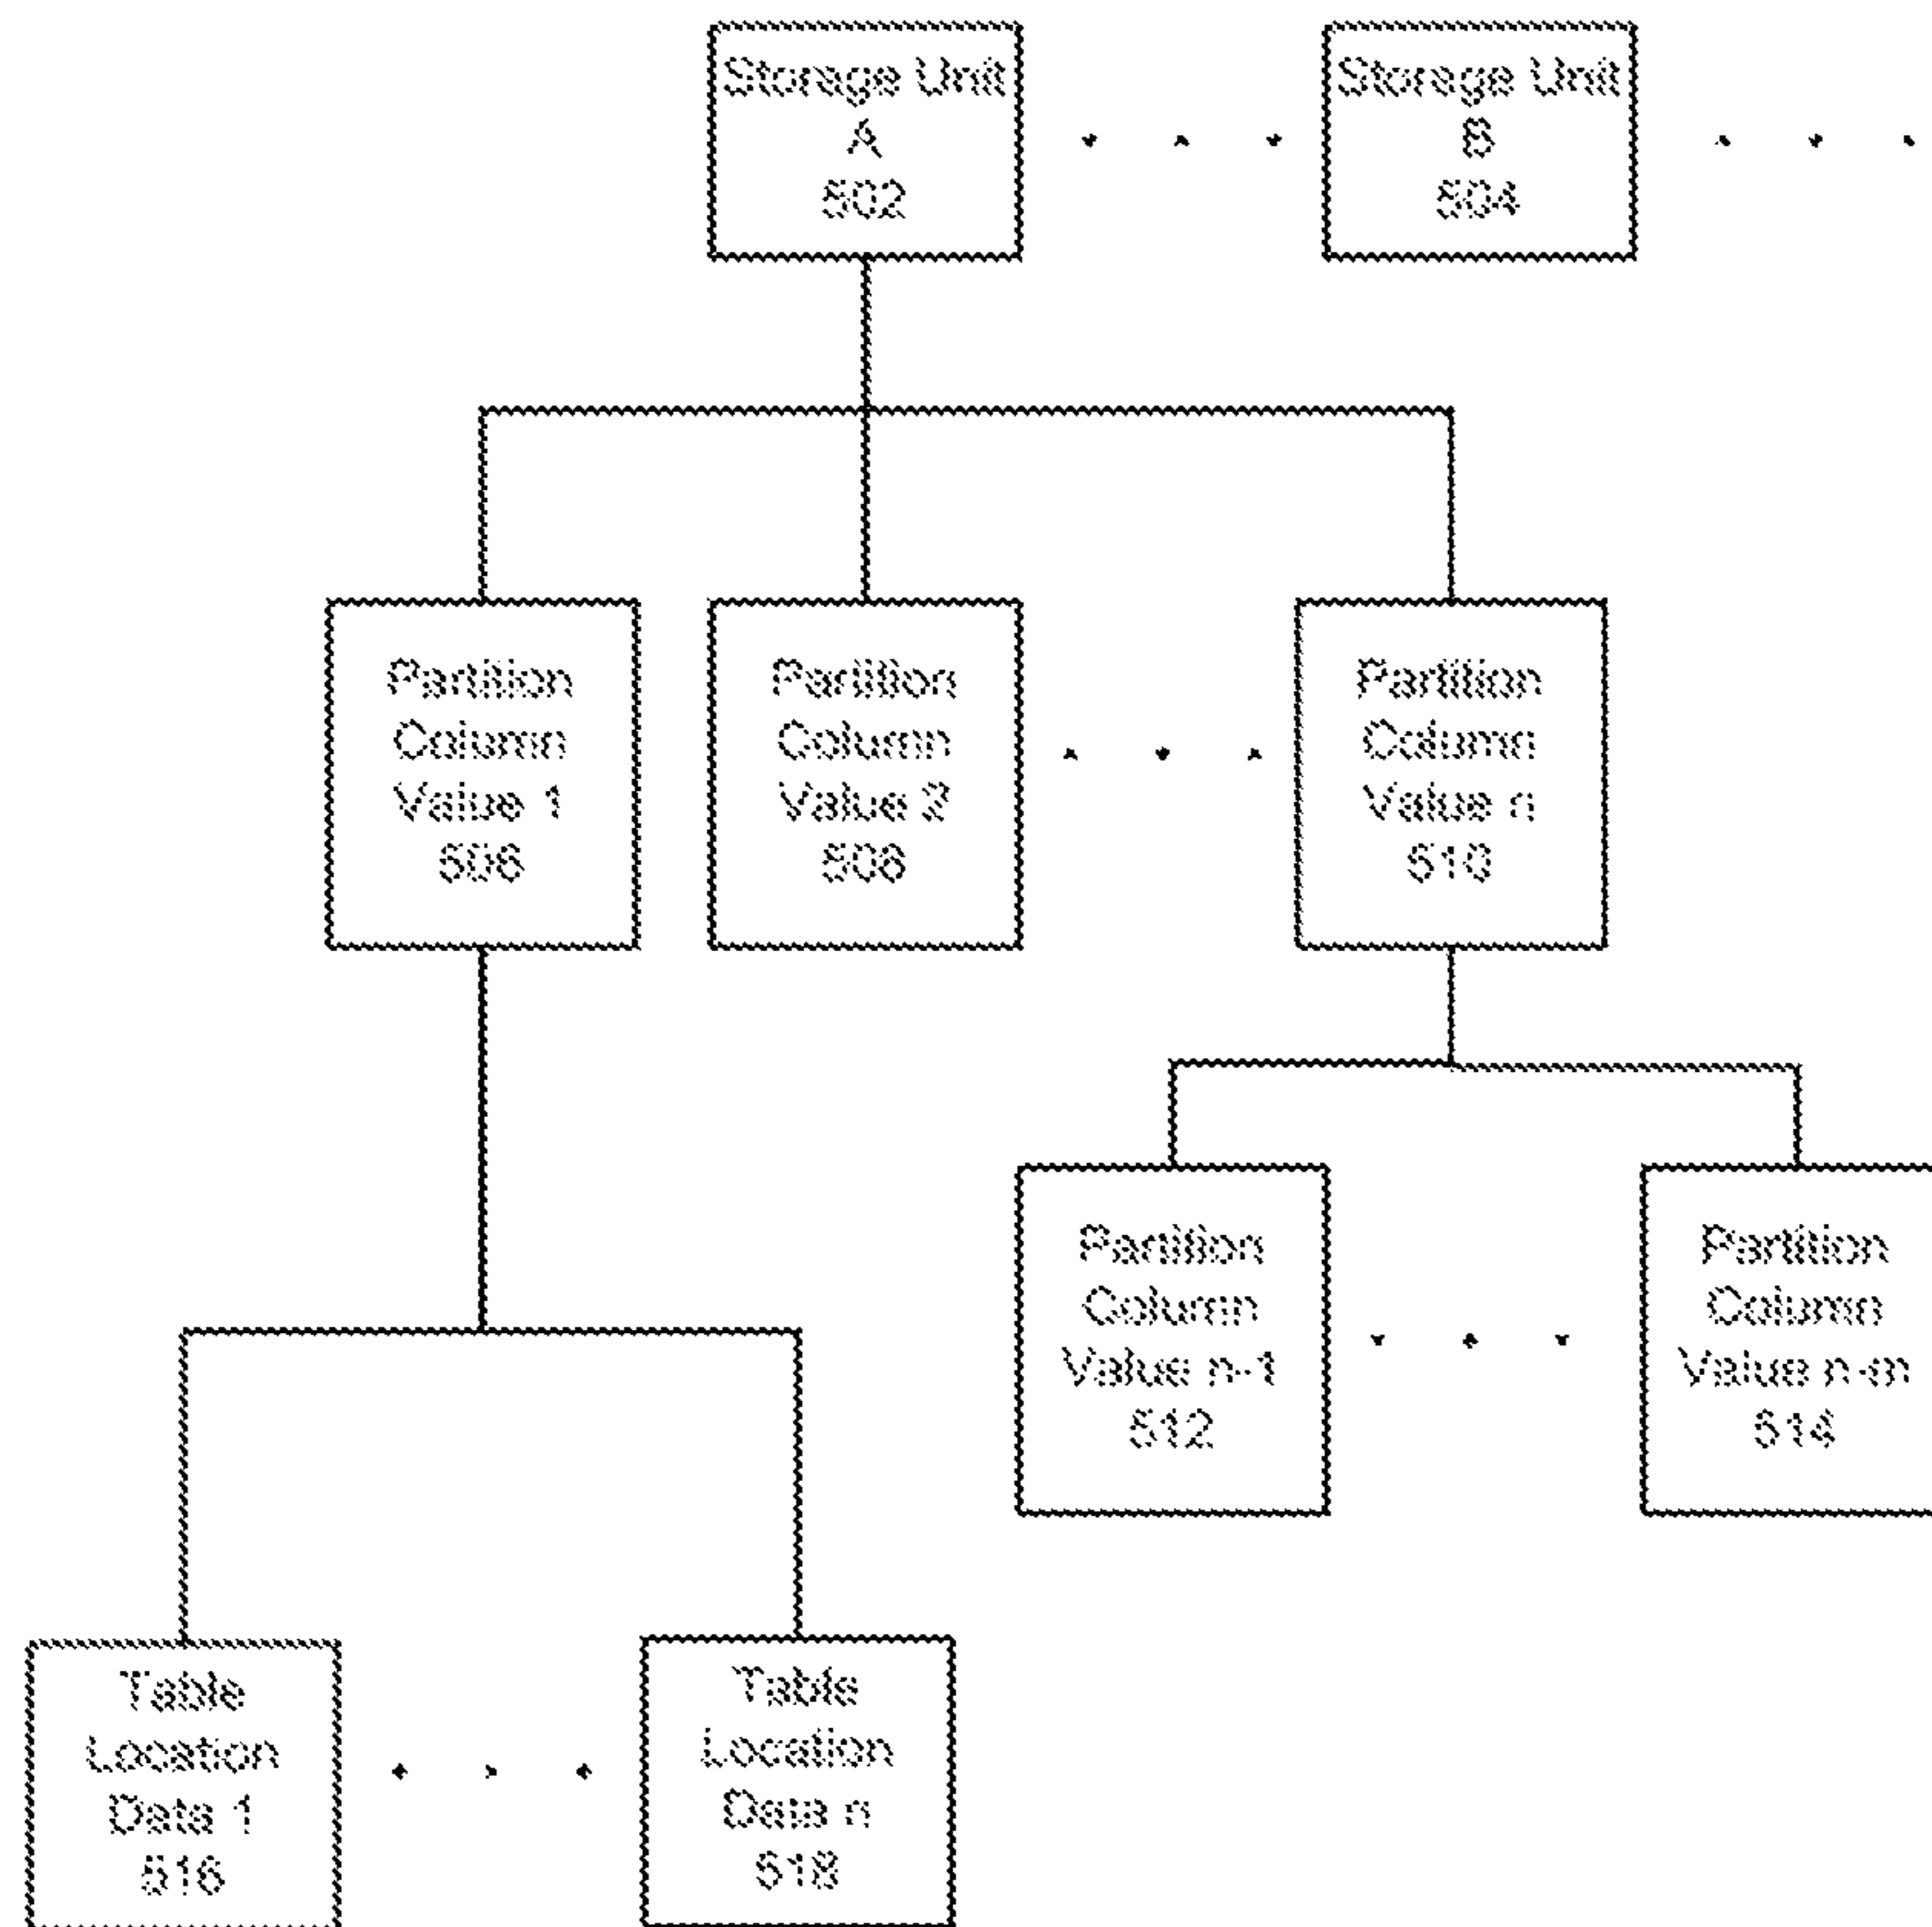 Storage Unit
A
502
Storage Unit
B
504
Partition
Column
Value 1
506
Partition
Column
Value 2
508
Partition
Column
Value n
510
Partition
Column
Value n-1
512
Partition
Column
Value n-m
514
Table
Location
Data 1
516
Table
Location
Data n
518